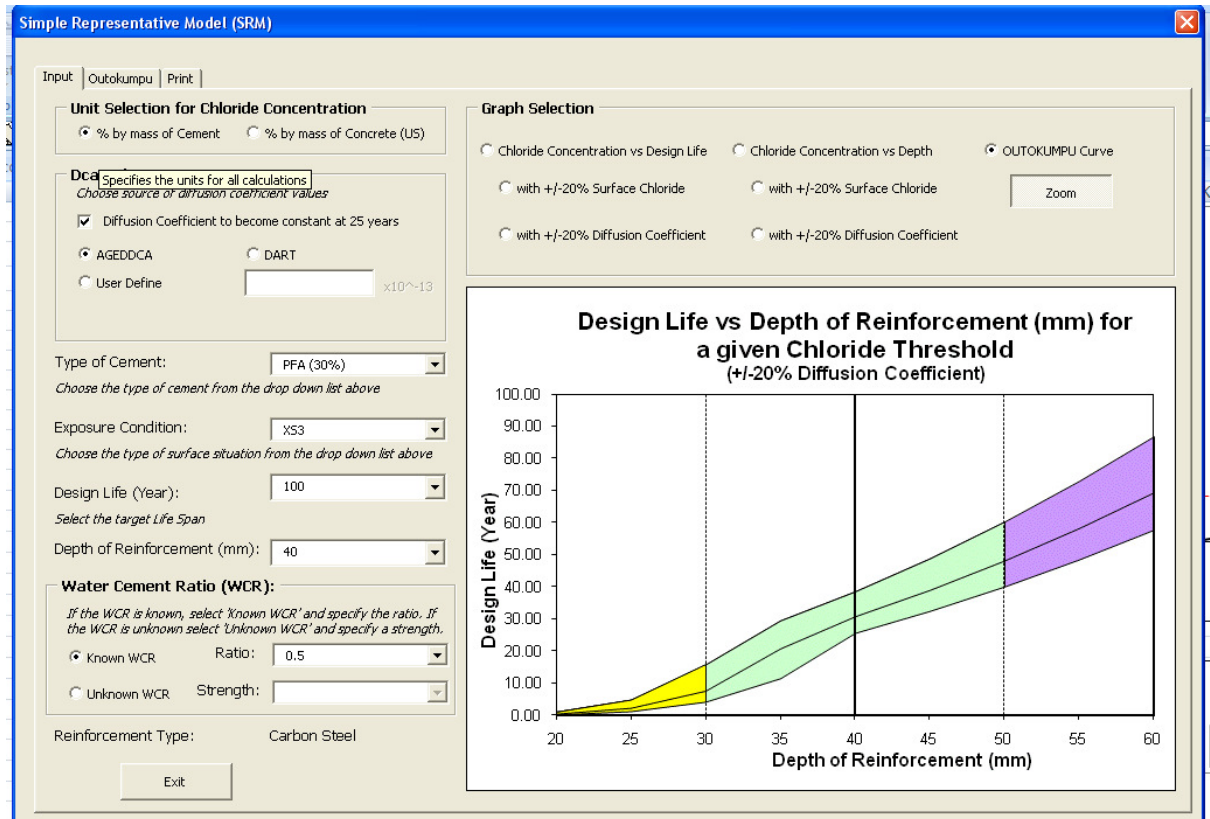 Simple Representative Model (SRM)
Input
Outokumpu
Print
Unit Selection for Chloride Concentration
% by mass of Cement
% by mass of Concrete (US)
Dca
Specifies the units for all calculations
Choose source of diffusion coefficient values
Diffusion Coefficient to become constant at 25 years
AGEDDCA
DART
User Define
x10^-13
Type of Cement:
PFA (30%)
Choose the type of cement from the drop down list above
Exposure Condition:
XS3
Choose the type of surface situation from the drop down list above
Design Life (Year):
100
Select the target Life Span
Depth of Reinforcement (mm):
40
Water Cement Ratio (WCR):
If the WCR is known, select 'Known WCR' and specify the ratio. If
the WCR is unknown select 'Unknown WCR' and specify a strength.
Known WCR
Ratio:
0.5
Unknown WCR
Strength:
Reinforcement Type:
Carbon Steel
Exit
Graph Selection
Chloride Concentration vs Design Life
Chloride Concentration vs Depth
OUTOKUMPU Curve
with +/-20% Surface Chloride
with +/-20% Surface Chloride
Zoom
with +/-20% Diffusion Coefficient
with +/-20% Diffusion Coefficient
Design Life vs Depth of Reinforcement (mm) for
a given Chloride Threshold
(+/-20% Diffusion Coefficient)
Design Life (Year)
100.00
90.00
80.00
70.00
60.00
50.00
40.00
30.00
20.00
10.00
0.00
20 25 30 35 40 45 50 55 60
Depth of Reinforcement (mm)